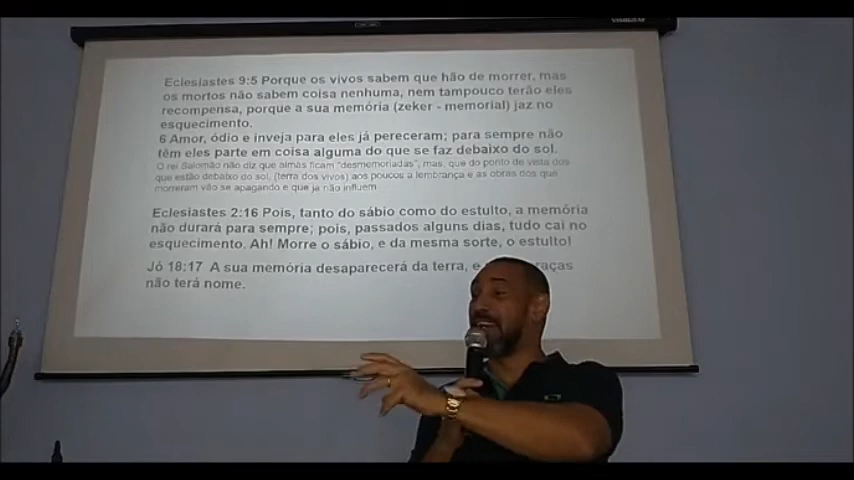 Eclesiastes 9:5 Porque os vivos sabem que hão de morrer, mas
os mortos não sabem coisa nenhuma, nem tampouco terão eles
recompensa, porque a sua memória (zeker - memorial) jaz no
esquecimento.
6 Amor, ódio e inveja para eles já pereceram; para sempre não
têm eles parte em coisa alguma do que se faz debaixo do sol.
O rei Salomão não diz que almas ficam "desmemoriadas", mas, que do ponto de vista dos
que estão debaixo do sol, (terra dos vivos) aos poucos a lembrança e as obras dos que
morreram vão se apagando e que já não influem
Eclesiastes 2:16 Pois, tanto do sábio como do estulto, a memória
não durará para sempre; pois, passados alguns dias, tudo cai no
esquecimento. Ah! Morre o sábio, e da mesma sorte, o estulto!
Jó 18:17 A sua memória desaparecerá da terra, e
não terá nome.